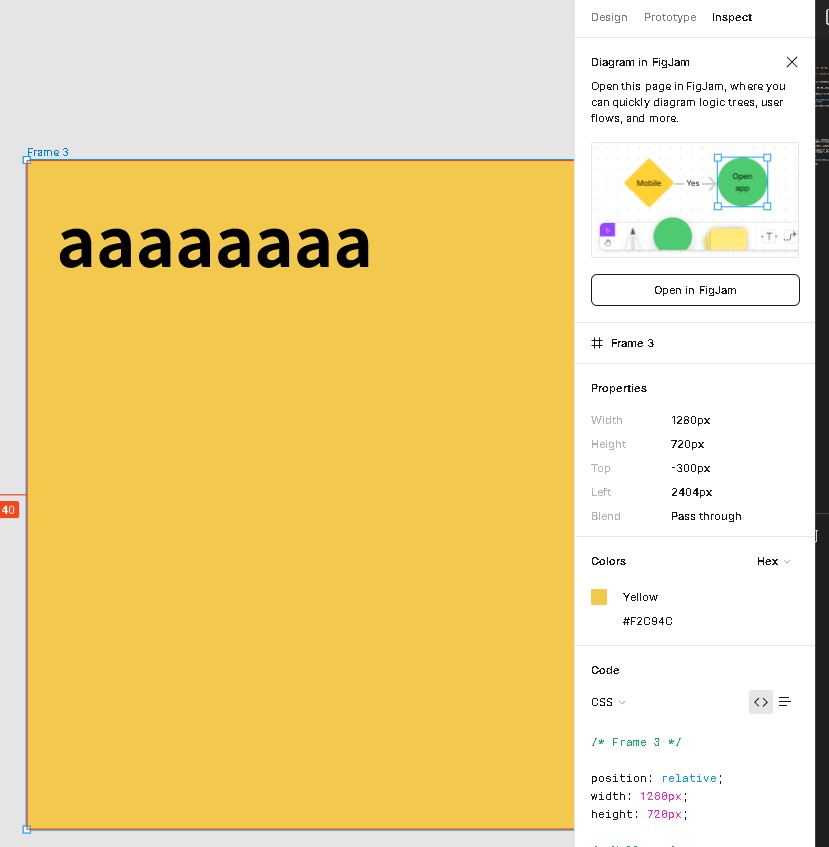 Design Prototype Inspect
Diagram in FigJam
Open this page in FigJam, where you
can quickly diagram logic trees, user
flows, and more.
Frame 3
Mobile
Yes
Open
app
T
aaaaaaaa
Open in FigJam
Frame 3
Properties
Width 1280px
Height 720px
Top -300px
Left 2404px
Blend Pass through
40
Colors Hex
Yellow
#F2C94C
Code
CSS
/* Frame 3 */
position: relative;
width: 1280px;
height: 720px;